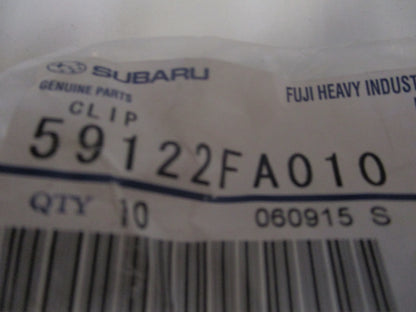 SUBARU
GENUINE PARTS
FUJI HEAVY INDUST
CLIP
59122FA010
QTY 10
060915 S